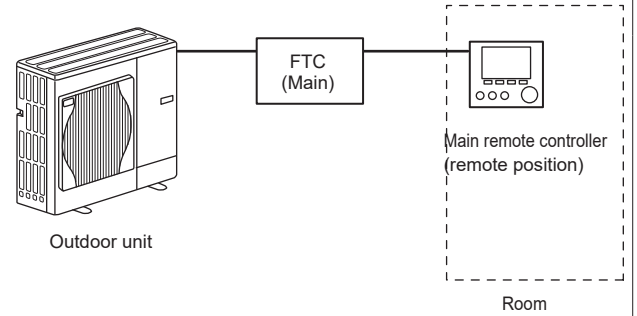 FTC
(Main)
Main remote controller
(remote position)
Outdoor unit
Room